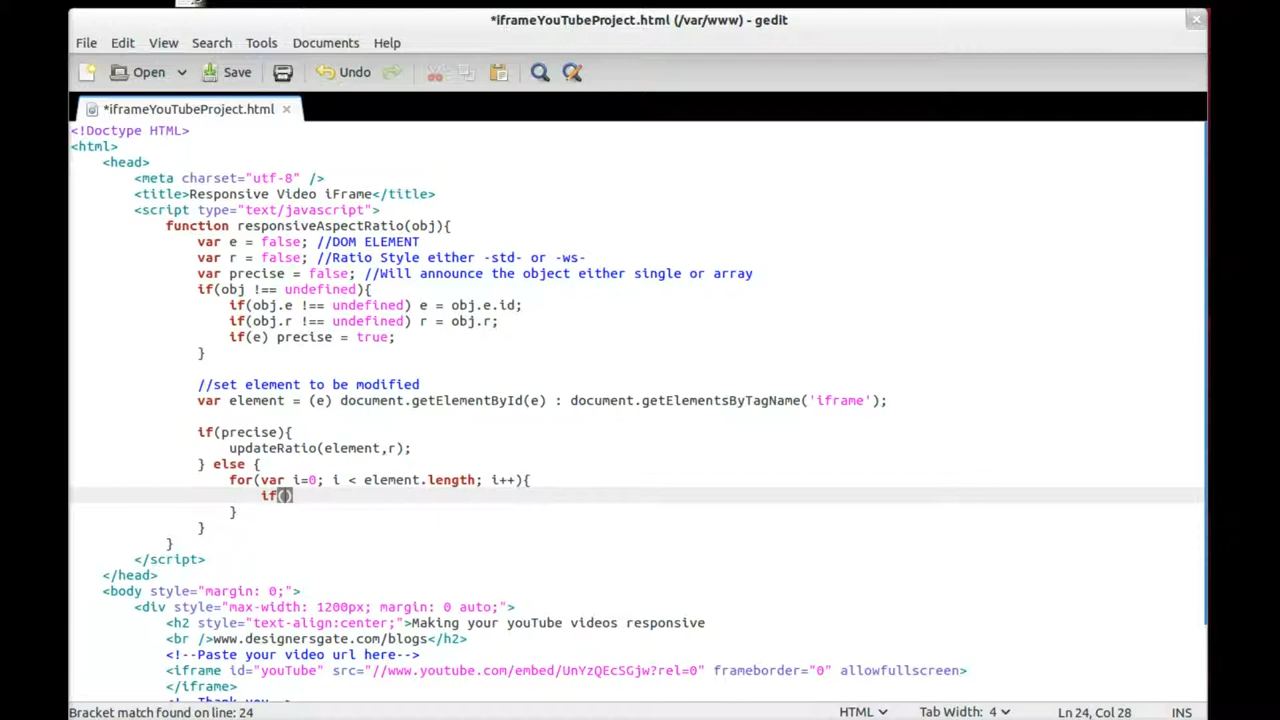 *iframeYouTubeProject.html (/var/www) - gedit
File Edit View Search Tools Documents Help
Open Save Undo
*iframeYouTubeProject.html
<!Doctype HTML>
<html>
<head>
<meta charset="utf-8" />
<title>Responsive Video iFrame</title>
<script type="text/javascript">
function responsiveAspectRatio(obj){
var e = false; //DOM ELEMENT
var r = false; //Ratio Style either -std- or -ws-
var precise = false; //Will announce the object either single or array
if(obj !== undefined){
if(obj.e !== undefined) e = obj.e.id;
if(obj.r !== undefined) r = obj.r;
if(e) precise = true;
}
//set element to be modified
var element = (e) document.getElementById(e) : document.getElementsByTagName('iframe');
if(precise){
updateRatio(element,r);
} else {
for(var i=0; i < element.length; i++){
if()
}
}
}
</script>
</head>
<body style="margin: 0;">
<div style="max-width: 1200px; margin: 0 auto;">
<h2 style="text-align:center;">Making your youTube videos responsive
<br />www.designersgate.com/blogs</h2>
<!--Paste your video url here-->
<iframe id="youTube" src="//www.youtube.com/embed/UnYzQEcSGjw?rel=0" frameborder="0" allowfullscreen>
</iframe>
Bracket match found on line: 24 HTML Tab Width: 4 Ln 24, Col 28 INS